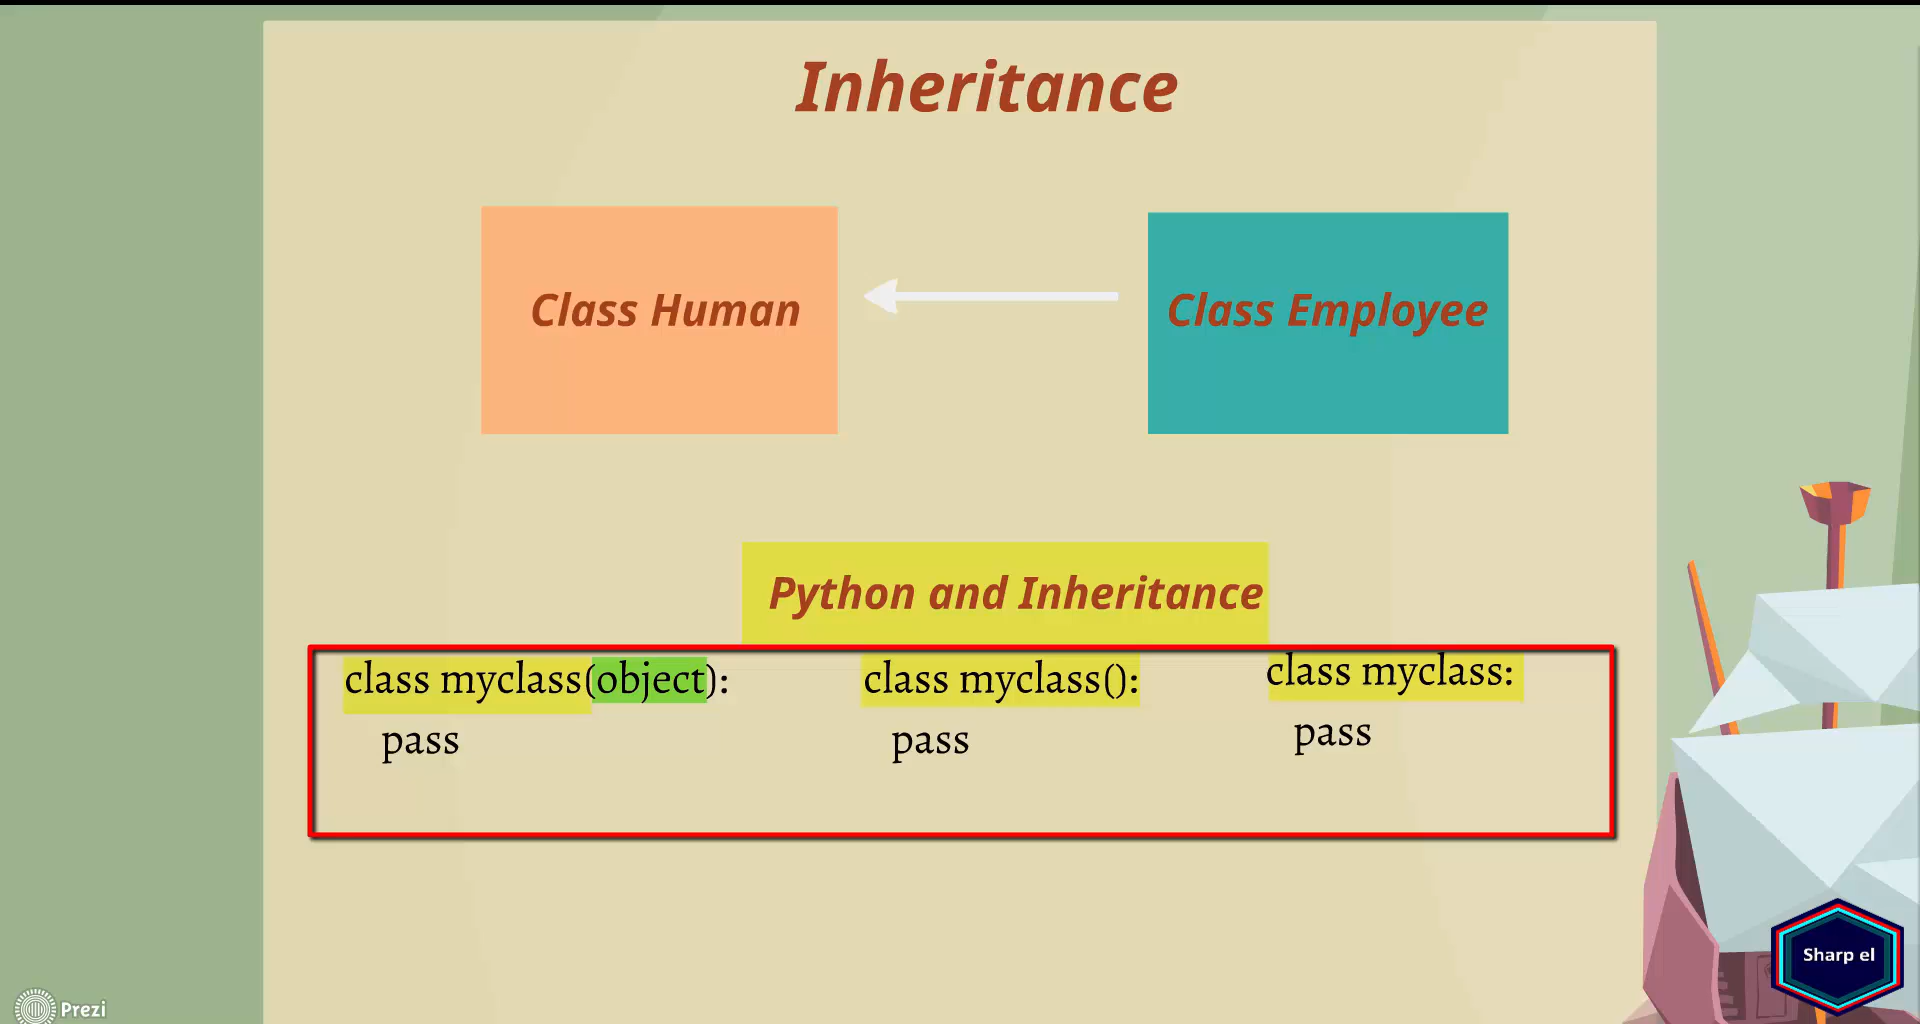 Inheritance
Class Human
Class Employee
Python and Inheritance
class myclass(object):
pass
class myclass():
pass
class myclass:
pass
Sharp el
Prezi